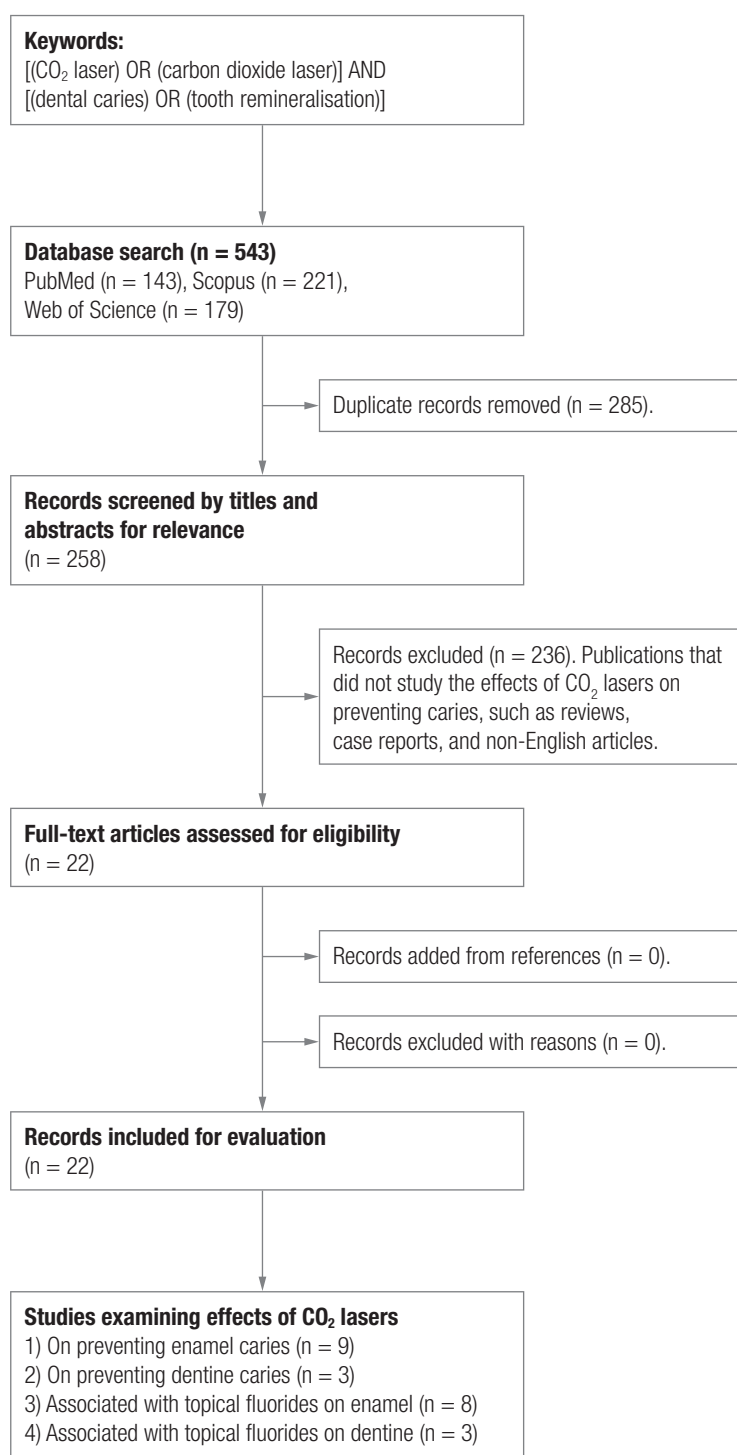 Keywords:
[(CO₂ laser) OR (carbon dioxide laser)] AND
[(dental caries) OR (tooth remineralisation)]
Database search (n = 543)
PubMed (n = 143), Scopus (n = 221),
Web of Science (n = 179)
Duplicate records removed (n = 285).
Records screened by titles and
abstracts for relevance
(n = 258)
Records excluded (n = 236). Publications that
did not study the effects of CO₂ lasers on
preventing caries, such as reviews,
case reports, and non-English articles.
Full-text articles assessed for eligibility
(n = 22)
Records added from references (n = 0).
Records excluded with reasons (n = 0).
Records included for evaluation
(n = 22)
Studies examining effects of CO₂ lasers
1) On preventing enamel caries (n = 9)
2) On preventing dentine caries (n = 3)
3) Associated with topical fluorides on enamel (n = 8)
4) Associated with topical fluorides on dentine (n = 3)